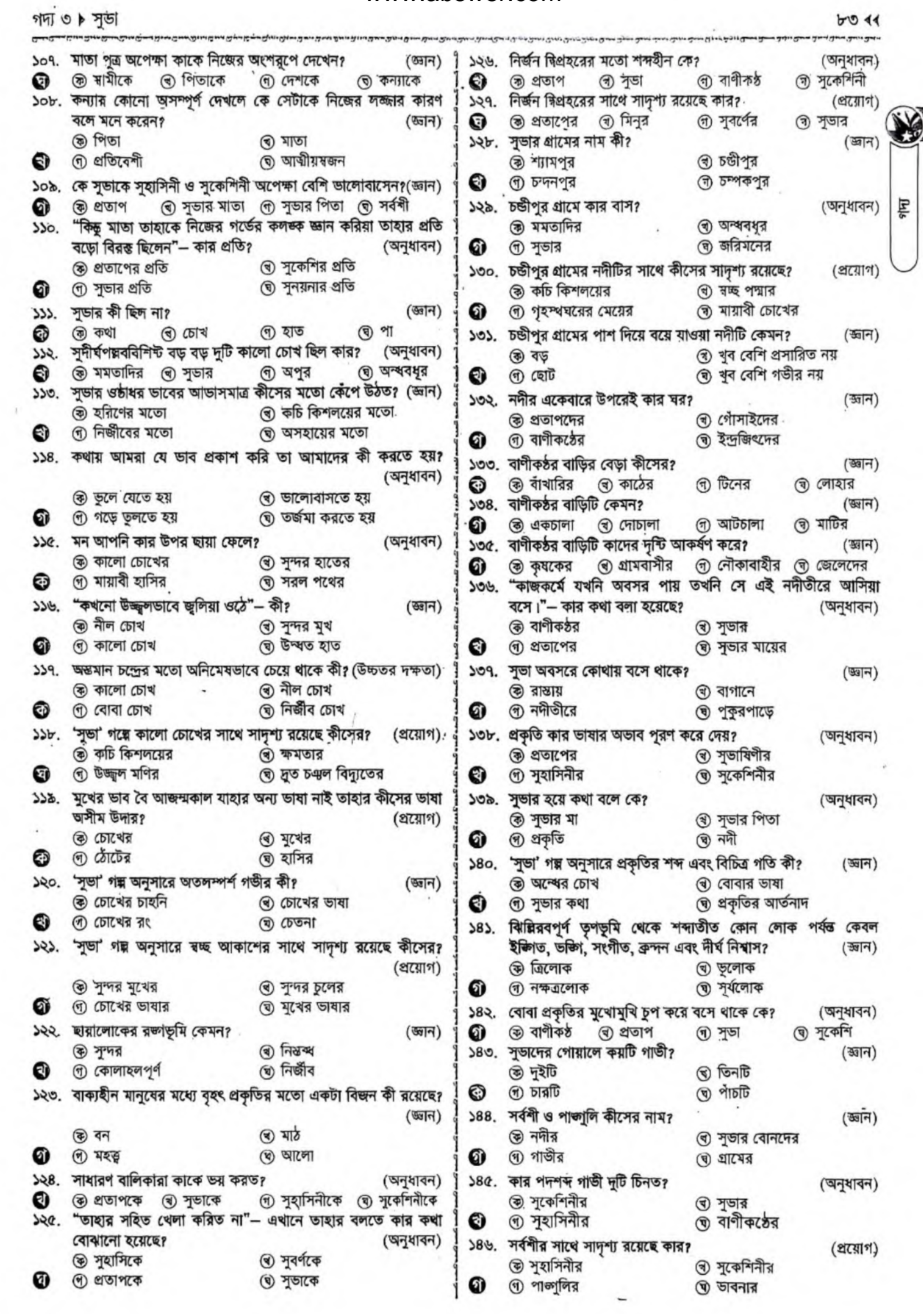 গদ্য ৩ ▶ সুভা
৮৩ ◀◀
১০৭. মাতা পুত্র অপেক্ষা কাকে নিজের অংশরূপে দেখেন? (জ্ঞান)
ঘ ক স্বামীকে খ পিতাকে গ দেশকে ঘ কন্যাকে
১০৮. কন্যার কোনো অসম্পূর্ণ দেখলে কে সেটাকে নিজের লজ্জার কারণ
বলে মনে করেন? (জ্ঞান)
ক পিতা খ মাতা
খ গ প্রতিবেশী ঘ আত্মীয়স্বজন
১০৯. কে সুভাকে সুহাসিনী ও সুকেশিনী অপেক্ষা বেশি ভালোবাসেন?(জ্ঞান)
গ ক প্রতাপ খ সুভার মাতা গ সুভার পিতা ঘ সর্বশী
১১০. “কিন্তু মাতা তাহাকে নিজের গর্ভের কলঙ্ক জ্ঞান করিয়া তাহার প্রতি
বড়ো বিরক্ত ছিলেন”– কার প্রতি? (অনুধাবন)
ক প্রতাপের প্রতি খ সুকেশির প্রতি
গ গ সুভার প্রতি ঘ সুনয়নার প্রতি
১১১. সুভার কী ছিল না? (জ্ঞান)
ক ক কথা খ চোখ গ হাত ঘ পা
১১২. সুদীর্ঘপল্লববিশিষ্ট বড় বড় দুটি কালো চোখ ছিল কার? (অনুধাবন)
খ ক মমতাদির খ সুভার গ অপুর ঘ অন্ধবধূর
১১৩. সুভার ওষ্ঠাধর ভাবের আভাসমাত্র কীসের মতো কেঁপে উঠত? (জ্ঞান)
ক হরিণের মতো খ কচি কিশলয়ের মতো
খ গ নির্জীবের মতো ঘ অসহায়ের মতো
১১৪. কথায় আমরা যে ভাব প্রকাশ করি তা আমাদের কী করতে হয়?
(অনুধাবন)
ক ভুলে যেতে হয় খ ভালোবাসতে হয়
গ গ গড়ে তুলতে হয় ঘ তর্জমা করতে হয়
১১৫. মন আপনি কার উপর ছায়া ফেলে? (অনুধাবন)
ক কালো চোখের খ সুন্দর হাতের
ক গ মায়াবী হাসির ঘ সরল পথের
১১৬. “কখনো উজ্জ্বলভাবে জ্বলিয়া ওঠে”– কী? (জ্ঞান)
ক নীল চোখ খ সুন্দর মুখ
গ গ কালো চোখ ঘ উদ্ধত হাত
১১৭. অস্তমান চন্দ্রের মতো অনিমেষভাবে চেয়ে থাকে কী? (উচ্চতর দক্ষতা)
ক কালো চোখ খ নীল চোখ
ক গ বোবা চোখ ঘ নির্জীব চোখ
১১৮. ‘সুভা’ গল্পে কালো চোখের সাথে সাদৃশ্য রয়েছে কীসের? (প্রয়োগ)
ক কচি কিশলয়ের খ ক্ষমতার
ঘ গ উজ্জ্বল মণির ঘ দ্রুত চঞ্চল বিদ্যুতের
১১৯. মুখের ভাব বৈ আজন্মকাল যাহার অন্য ভাষা নাই তাহার কীসের ভাষা
অসীম উদার? (প্রয়োগ)
ক চোখের খ মুখের
ক গ ঠোঁটের ঘ হাসির
১২০. ‘সুভা’ গল্প অনুসারে অতলস্পর্শ গভীর কী? (জ্ঞান)
ক চোখের চাহনি খ চোখের ভাষা
খ গ চোখের রং ঘ চেতনা
১২১. ‘সুভা’ গল্প অনুসারে স্বচ্ছ আকাশের সাথে সাদৃশ্য রয়েছে কীসের?
(প্রয়োগ)
ক সুন্দর মুখের খ সুন্দর চুলের
গ গ চোখের ভাষার ঘ মুখের ভাষার
১২২. ছায়ালোকের রঙ্গভূমি কেমন? (জ্ঞান)
ক সুন্দর খ নিস্তব্ধ
খ গ কোলাহলপূর্ণ ঘ নির্জীব
১২৩. বাক্যহীন মানুষের মধ্যে বৃহৎ প্রকৃতির মতো একটা বিজন কী রয়েছে?
(জ্ঞান)
ক বন খ মাঠ
গ গ মহত্ত্ব ঘ আলো
১২৪. সাধারণ বালিকারা কাকে ভয় করত? (অনুধাবন)
খ ক প্রতাপকে খ সুভাকে গ সুহাসিনীকে ঘ সুকেশিনীকে
১২৫. “তাহার সহিত খেলা করিত না”– এখানে তাহার বলতে কার কথা
বোঝানো হয়েছে? (অনুধাবন)
ক সুহাসিকে খ সুবর্ণকে
ঘ গ প্রতাপকে ঘ সুভাকে
১২৬. নির্জন দ্বিপ্রহরের মতো শব্দহীন কে? (অনুধাবন)
খ ক প্রতাপ খ সুভা গ বাণীকণ্ঠ ঘ সুকেশিনী
১২৭. নির্জন দ্বিপ্রহরের সাথে সাদৃশ্য রয়েছে কার? (প্রয়োগ)
ঘ ক প্রতাপের খ মিনুর গ সুবর্ণের ঘ সুভার
১২৮. সুভার গ্রামের নাম কী? (জ্ঞান)
ক শ্যামপুর খ চণ্ডীপুর
খ গ চন্দনপুর ঘ চম্পকপুর
১২৯. চণ্ডীপুর গ্রামে কার বাস? (অনুধাবন)
ক মমতাদির খ অন্ধবধূর
গ গ সুভার ঘ জরিমনের
১৩০. চণ্ডীপুর গ্রামের নদীটির সাথে কীসের সাদৃশ্য রয়েছে? (প্রয়োগ)
ক কচি কিশলয়ের খ স্বচ্ছ পদ্মার
গ গ গৃহস্থঘরের মেয়ের ঘ মায়াবী চোখের
১৩১. চণ্ডীপুর গ্রামের পাশ দিয়ে বয়ে যাওয়া নদীটি কেমন? (জ্ঞান)
ক বড় খ খুব বেশি প্রসারিত নয়
খ গ ছোট ঘ খুব বেশি গভীর নয়
১৩২. নদীর একেবারে উপরেই কার ঘর? (জ্ঞান)
ক প্রতাপদের খ গোঁসাইদের
গ গ বাণীকণ্ঠের ঘ ইন্দ্রজিৎদের
১৩৩. বাণীকণ্ঠর বাড়ির বেড়া কীসের? (জ্ঞান)
ক ক বাঁখারির খ কাঠের গ টিনের ঘ লোহার
১৩৪. বাণীকণ্ঠর বাড়িটি কেমন? (জ্ঞান)
গ ক একচালা খ দোচালা গ আটচালা ঘ মাটির
১৩৫. বাণীকণ্ঠর বাড়িটি কাদের দৃষ্টি আকর্ষণ করে? (জ্ঞান)
গ ক কৃষকের খ গ্রামবাসীর গ নৌকাবাহীর ঘ জেলেদের
১৩৬. “কাজকর্মে যখনি অবসর পায় তখনি সে এই নদীতীরে আসিয়া
বসে।”– কার কথা বলা হয়েছে? (অনুধাবন)
ক বাণীকণ্ঠর খ সুভার
খ গ প্রতাপের ঘ সুভার মায়ের
১৩৭. সুভা অবসরে কোথায় বসে থাকে? (জ্ঞান)
ক রাস্তায় খ বাগানে
গ গ নদীতীরে ঘ পুকুরপাড়ে
১৩৮. প্রকৃতি কার ভাষার অভাব পূরণ করে দেয়? (অনুধাবন)
ক প্রতাপের খ সুভাষিণীর
খ গ সুহাসিনীর ঘ সুকেশিনীর
১৩৯. সুভার হয়ে কথা বলে কে? (অনুধাবন)
ক সুভার মা খ সুভার পিতা
গ গ প্রকৃতি ঘ নদী
১৪০. ‘সুভা’ গল্প অনুসারে প্রকৃতির শব্দ এবং বিচিত্র গতি কী? (জ্ঞান)
ক অন্ধের চোখ খ বোবার ভাষা
খ গ সুভার কথা ঘ প্রকৃতির আর্তনাদ
১৪১. ঝিল্লিরবপূর্ণ তৃণভূমি থেকে শব্দাতীত কোন লোক পর্যন্ত কেবল
ইঙ্গিত, ভঙ্গি, সংগীত, ক্রন্দন এবং দীর্ঘ নিশ্বাস? (জ্ঞান)
ক ত্রিলোক খ ভূলোক
গ গ নক্ষত্রলোক ঘ সূর্যলোক
১৪২. বোবা প্রকৃতির মুখোমুখি চুপ করে বসে থাকে কে? (অনুধাবন)
গ ক বাণীকণ্ঠ খ প্রতাপ গ সুভা ঘ সুকেশি
১৪৩. সুভাদের গোয়ালে কয়টি গাভী? (জ্ঞান)
ক দুইটি খ তিনটি
ক গ চারটি ঘ পাঁচটি
১৪৪. সর্বশী ও পাঙ্গুলি কীসের নাম? (জ্ঞান)
ক নদীর খ সুভার বোনদের
গ গ গাভীর ঘ গ্রামের
১৪৫. কার পদশব্দ গাভী দুটি চিনত? (অনুধাবন)
ক সুকেশিনীর খ সুভার
খ গ সুহাসিনীর ঘ বাণীকণ্ঠের
১৪৬. সর্বশীর সাথে সাদৃশ্য রয়েছে কার? (প্রয়োগ)
ক সুহাসিনীর খ সুকেশিনীর
গ গ পাঙ্গুলির ঘ ভাবনার
গদ্য